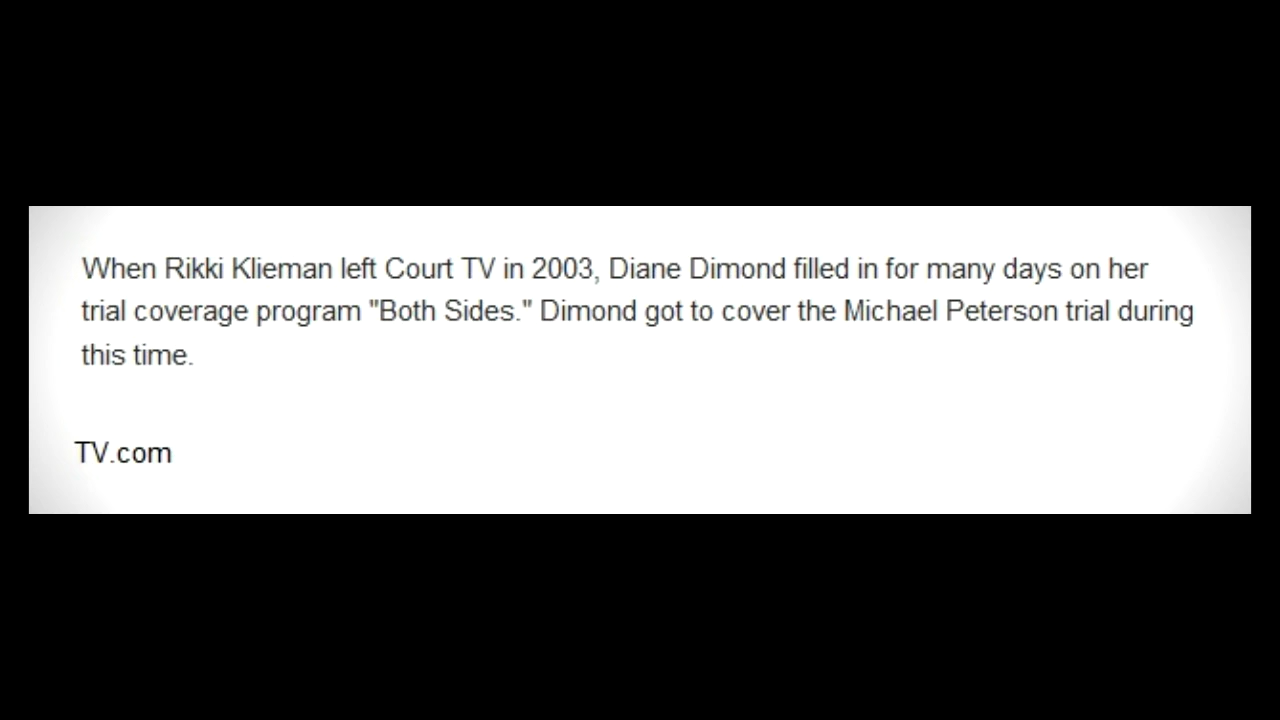 When Rikki Klieman left Court TV in 2003, Diane Dimond filled in for many days on her
trial coverage program "Both Sides." Dimond got to cover the Michael Peterson trial during
this time.
TV.com